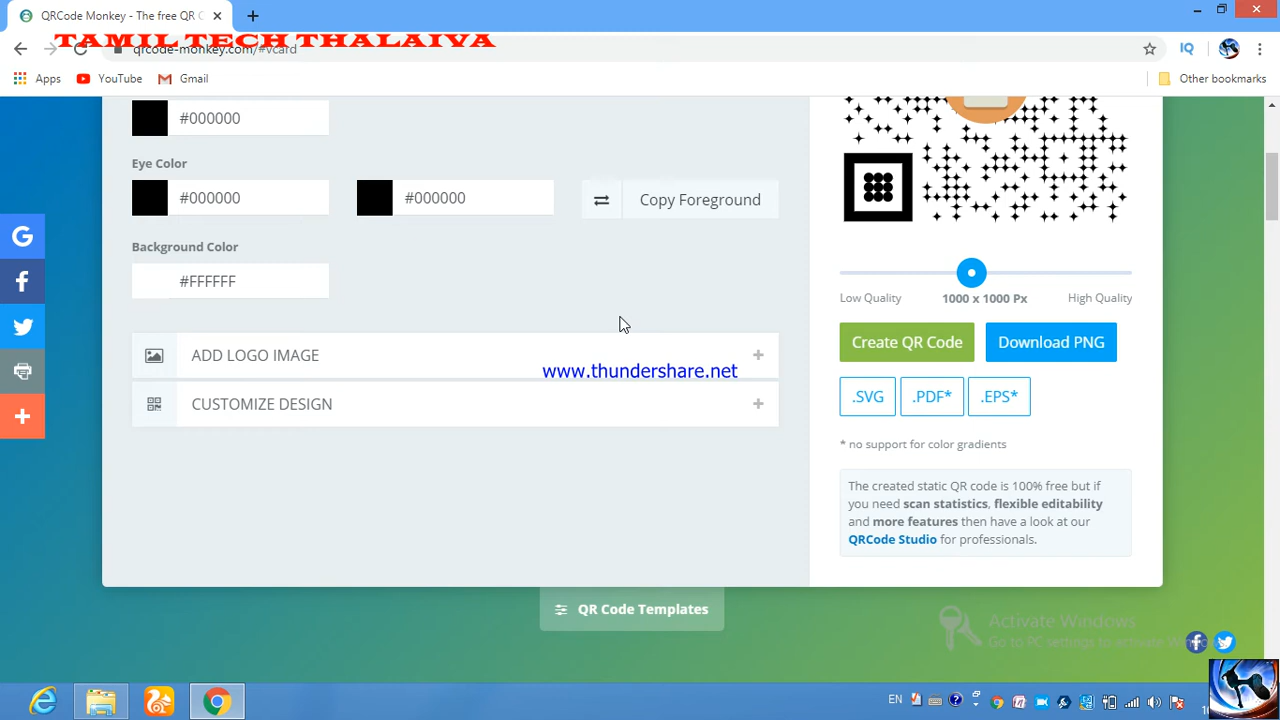 QRCode Monkey - The free QR C
TAMIL TECH THALAIVA
qrcode-monkey.com/#vcard
IQ
Apps YouTube Gmail Other bookmarks
#000000
Eye Color
#000000 #000000 Copy Foreground
Background Color
#FFFFFF
ADD LOGO IMAGE
www.thundershare.net
CUSTOMIZE DESIGN
Low Quality 1000 x 1000 Px High Quality
Create QR Code Download PNG
.SVG .PDF* .EPS*
* no support for color gradients
The created static QR code is 100% free but if
you need scan statistics, flexible editability
and more features then have a look at our
QRCode Studio for professionals.
QR Code Templates
Activate Windows
Go to PC settings to activate
EN